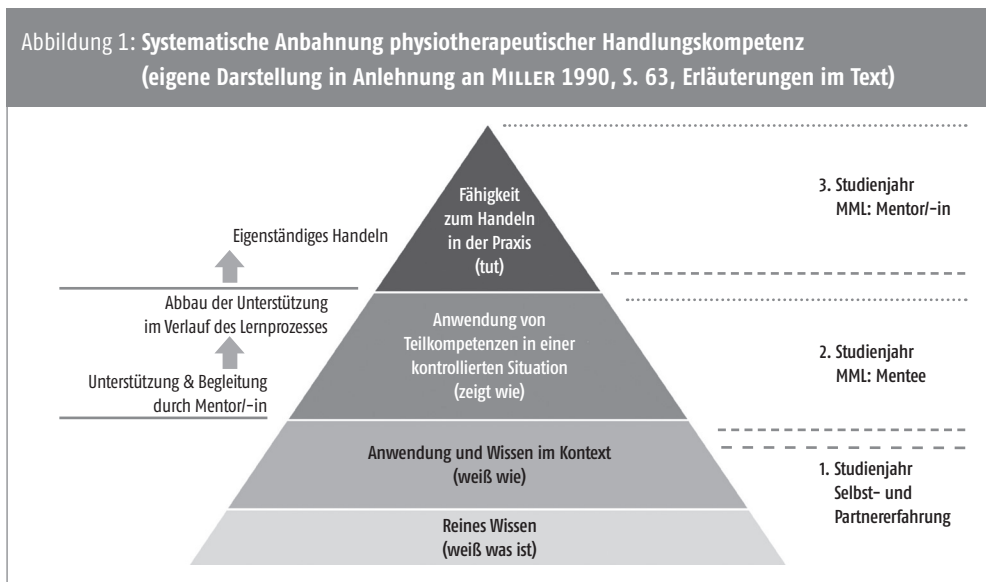 Abbildung 1: Systematische Anbahnung physiotherapeutischer Handlungskompetenz
(eigene Darstellung in Anlehnung an MILLER 1990, S. 63, Erläuterungen im Text)
Fähigkeit
zum Handeln
in der Praxis
(tut)
3. Studienjahr
MML: Mentor/-in
Eigenständiges Handeln
Abbau der Unterstützung
im Verlauf des Lernprozesses
Unterstützung & Begleitung
durch Mentor/-in
Anwendung von
Teilkompetenzen in einer
kontrollierten Situation
(zeigt wie)
2. Studienjahr
MML: Mentee
Anwendung und Wissen im Kontext
(weiß wie)
1. Studienjahr
Selbst- und
Partnererfahrung
Reines Wissen
(weiß was ist)